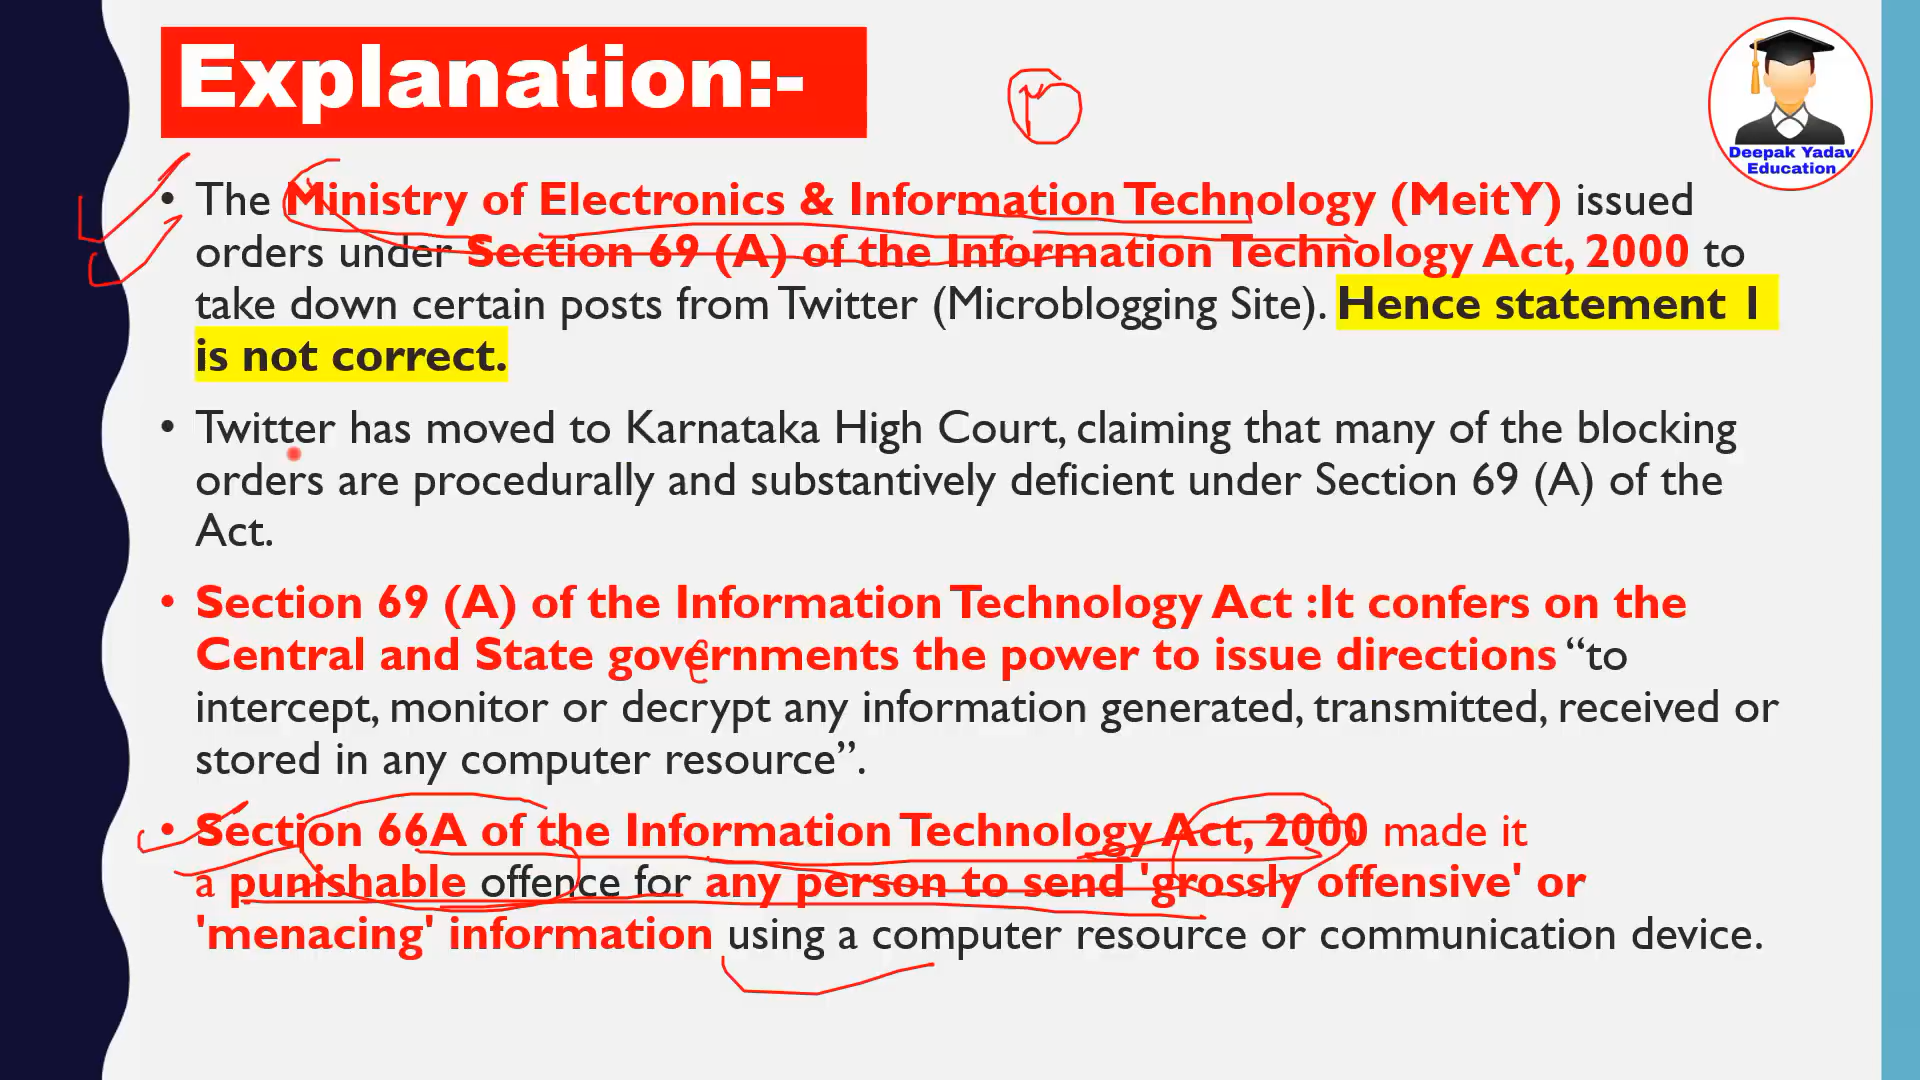 Explanation:-
Deepak Yadav
Education
• The Ministry of Electronics & Information Technology (MeitY) issued
orders under Section 69 (A) of the Information Technology Act, 2000 to
take down certain posts from Twitter (Microblogging Site). Hence statement 1
is not correct.
• Twitter has moved to Karnataka High Court, claiming that many of the blocking
orders are procedurally and substantively deficient under Section 69 (A) of the
Act.
• Section 69 (A) of the Information Technology Act :It confers on the
Central and State governments the power to issue directions “to
intercept, monitor or decrypt any information generated, transmitted, received or
stored in any computer resource”.
• Section 66A of the Information Technology Act, 2000 made it
a punishable offence for any person to send 'grossly offensive' or
'menacing' information using a computer resource or communication device.